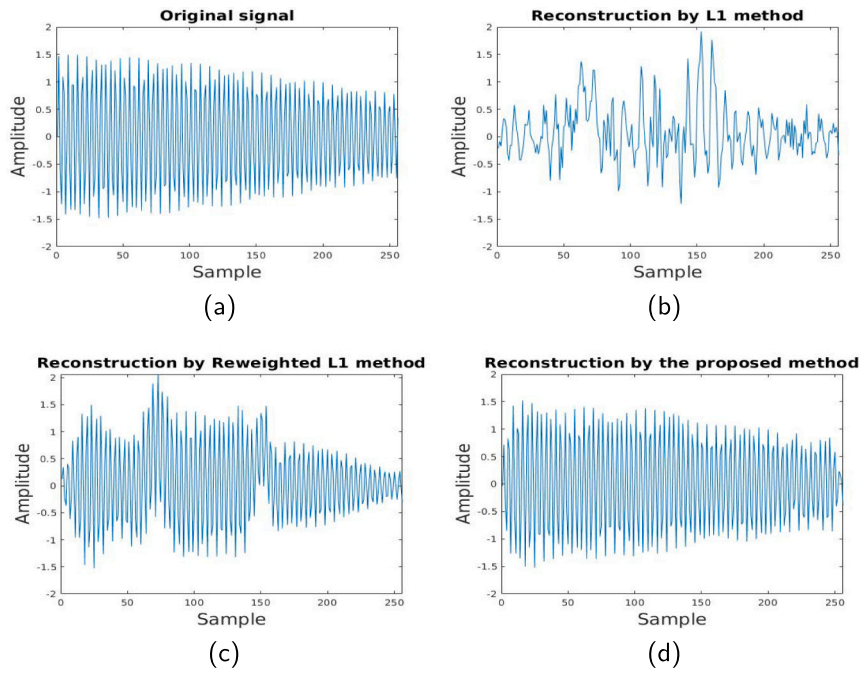 Original signal
Amplitude
2
1.5
1
0.5
0
-0.5
-1
-1.5
-2
0 50 100 150 200 250
Sample
(a)
Reconstruction by L1 method
Amplitude
2
1.5
1
0.5
0
-0.5
-1
-1.5
-2
0 50 100 150 200 250
Sample
(b)
Reconstruction by Reweighted L1 method
Amplitude
2
1.5
1
0.5
0
-0.5
-1
-1.5
-2
0 50 100 150 200 250
Sample
(c)
Reconstruction by the proposed method
Amplitude
2
1.5
1
0.5
0
-0.5
-1
-1.5
-2
0 50 100 150 200 250
Sample
(d)